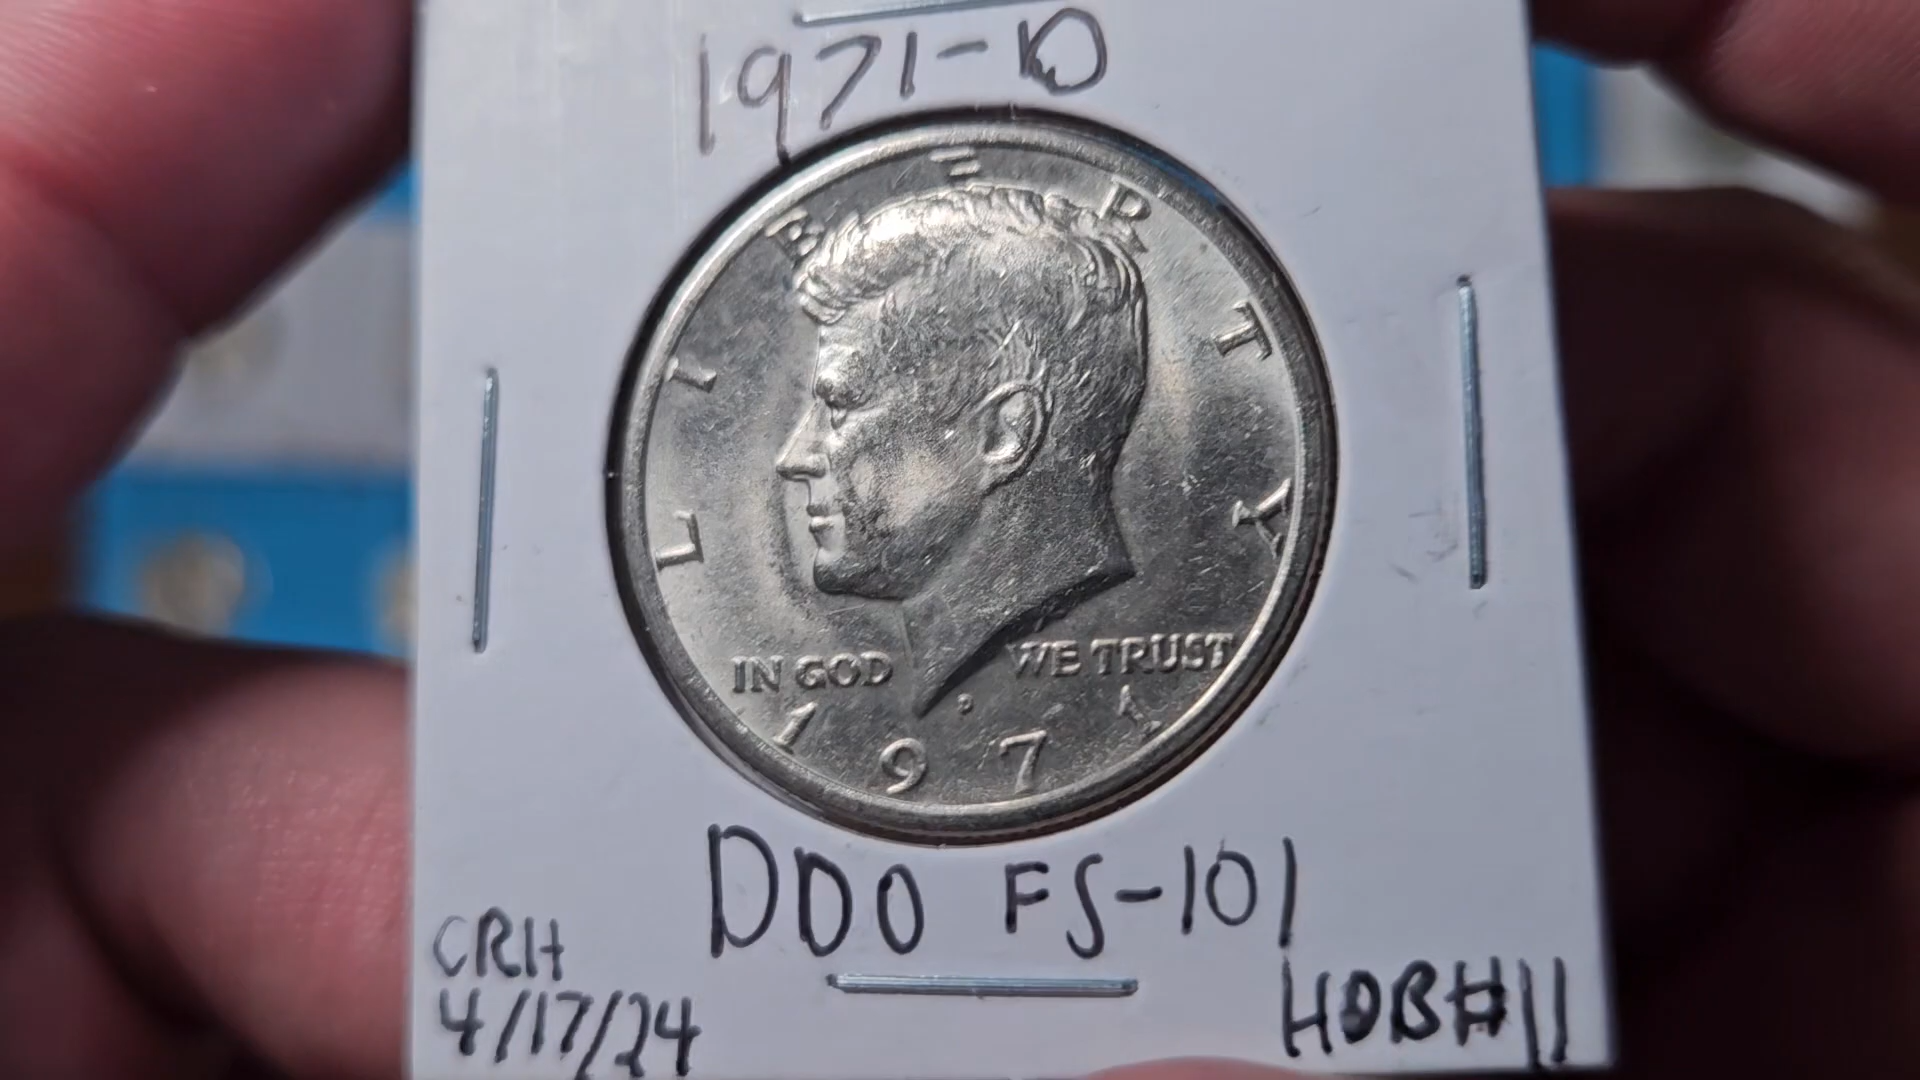 1971-D
LIBERTY
IN GOD WE TRUST
D
1971
DDO FS-101
CRH
4/17/24
HDB#11